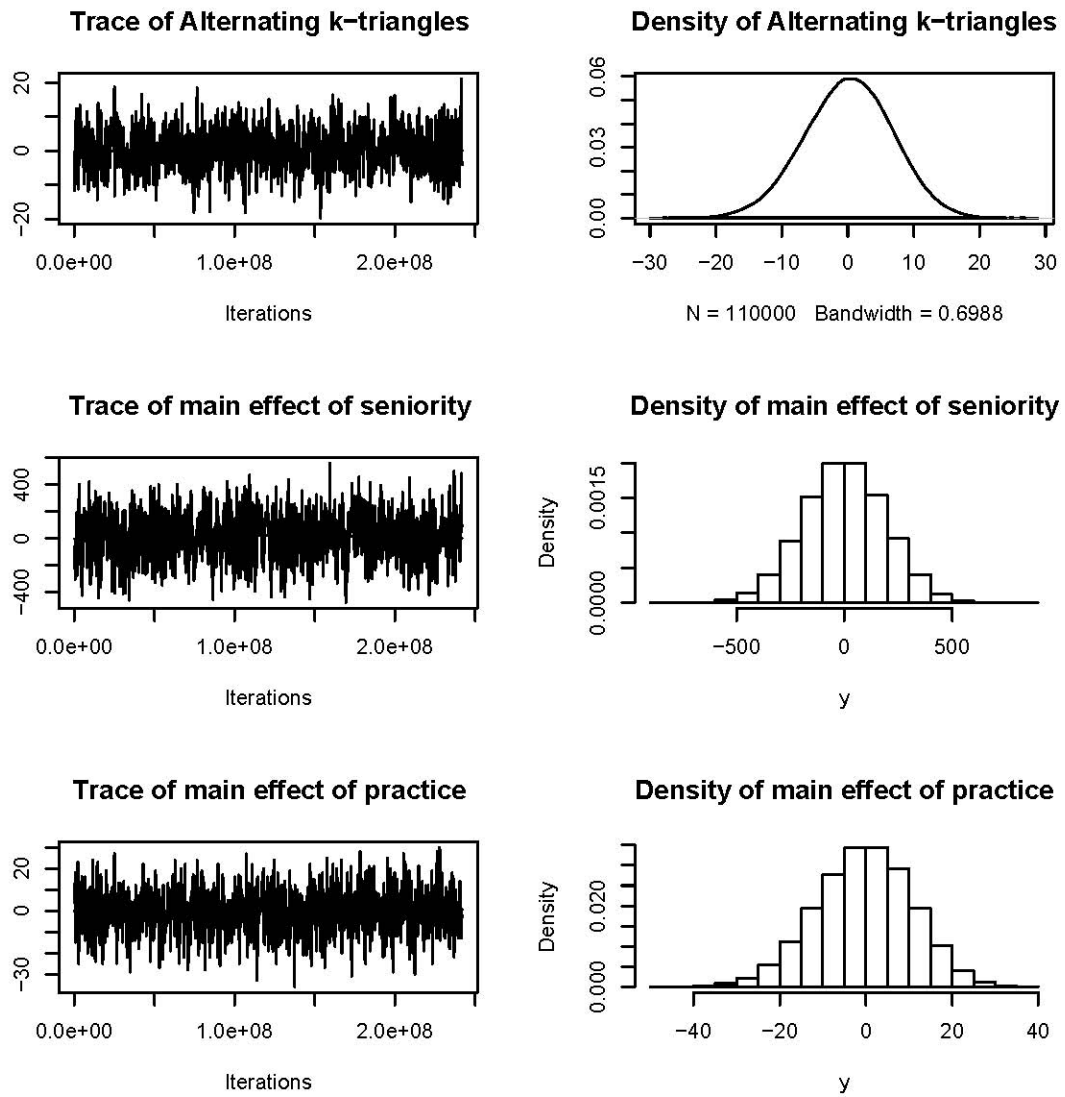 Trace of Alternating k−triangles
20
0
−20
0.0e+00 1.0e+08 2.0e+08
Iterations
Density of Alternating k−triangles
0.06
0.03
0.00
−30 −20 −10 0 10 20 30
N = 110000 Bandwidth = 0.6988
Trace of main effect of seniority
400
0
−400
0.0e+00 1.0e+08 2.0e+08
Iterations
Density of main effect of seniority
Density
0.0015
0.0000
−500 0 500
y
Trace of main effect of practice
20
0
−30
0.0e+00 1.0e+08 2.0e+08
Iterations
Density of main effect of practice
Density
0.020
0.000
−40 −20 0 20 40
y